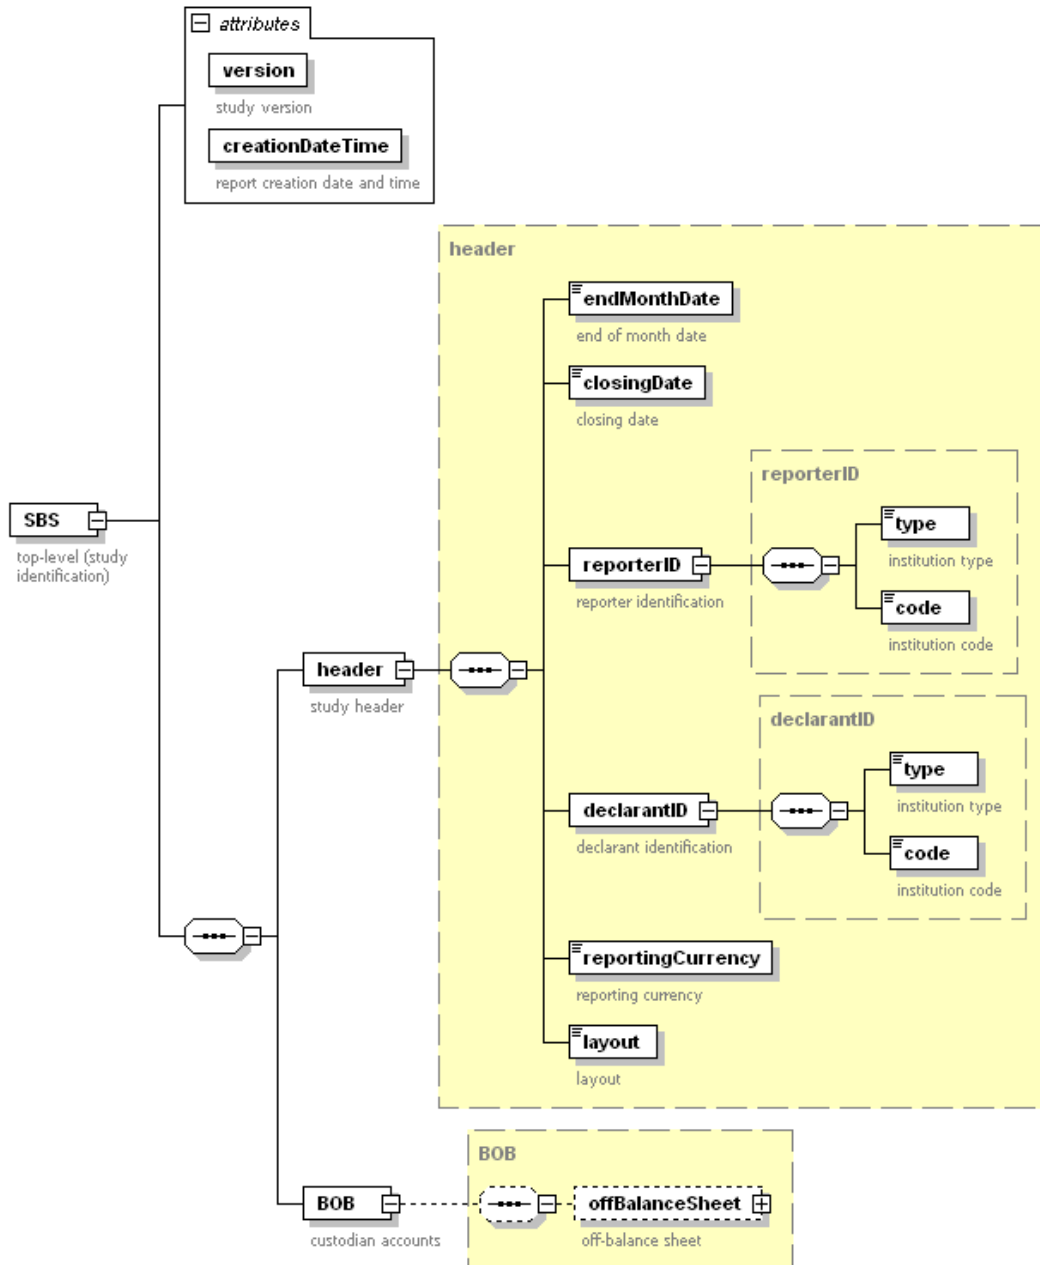 attributes
version
study version
creationDateTime
report creation date and time
header
endMonthDate
end of month date
closingDate
closing date
reporterID
type
institution type
reporterID
reporter identification
code
institution code
SBS
top-level (study
identification)
header
study header
declarantID
type
institution type
declarantID
declarant identification
code
institution code
reportingCurrency
reporting currency
layout
layout
BOB
BOB
custodian accounts
offBalanceSheet
off-balance sheet